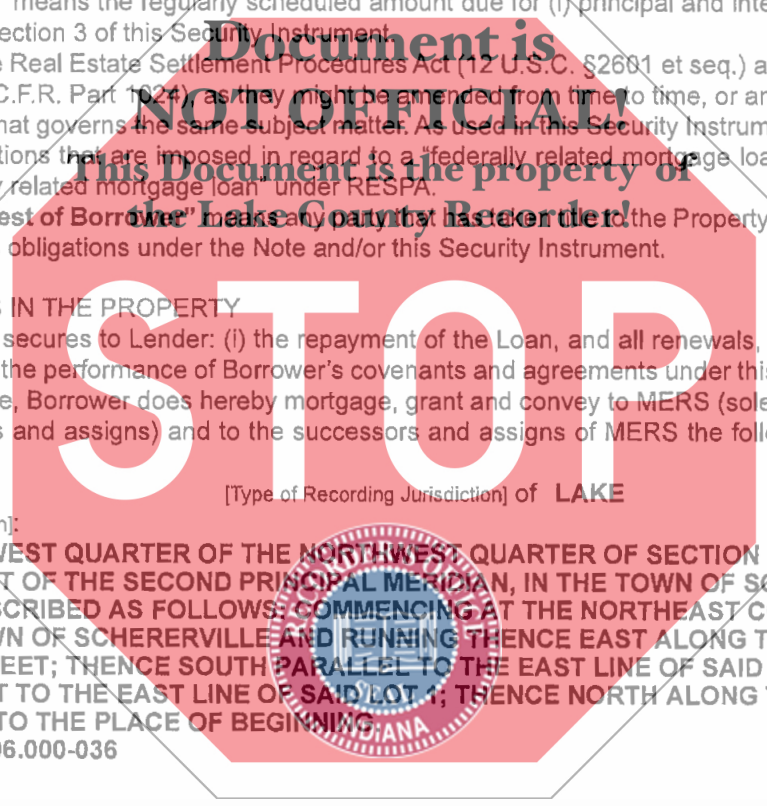 means the regularly scheduled amount due for (i) principal and inte
ection 3 of this Security Instrument.
Document is
Real Estate Settlement Procedures Act (12 U.S.C. §2601 et seq.) a
C.F.R. Part 1024), as they might be amended from time to time, or an
NOT OFFICIAL!
hat governs the same subject matter. As used in this Security Instrum
tions that are imposed in regard to a "federally related mortgage loa
This Document is the property of
related mortgage loan" under RESPA.
est of Borrower" means any party that has taken title to the Property
the Lake County Recorder!
obligations under the Note and/or this Security Instrument.
IN THE PROPERTY
secures to Lender: (i) the repayment of the Loan, and all renewals,
the performance of Borrower's covenants and agreements under this
e, Borrower does hereby mortgage, grant and convey to MERS (sole
s and assigns) and to the successors and assigns of MERS the follo
STOP
[Type of Recording Jurisdiction] of LAKE
n]:
WEST QUARTER OF THE NORTHWEST QUARTER OF SECTION
T OF THE SECOND PRINCIPAL MERIDIAN, IN THE TOWN OF SC
SCRIBED AS FOLLOWS: COMMENCING AT THE NORTHEAST C
WN OF SCHERERVILLE AND RUNNING THENCE EAST ALONG T
EET; THENCE SOUTH PARALLEL TO THE EAST LINE OF SAID
T TO THE EAST LINE OF SAID LOT 1; THENCE NORTH ALONG
TO THE PLACE OF BEGINNING.
06.000-036
INDIANA